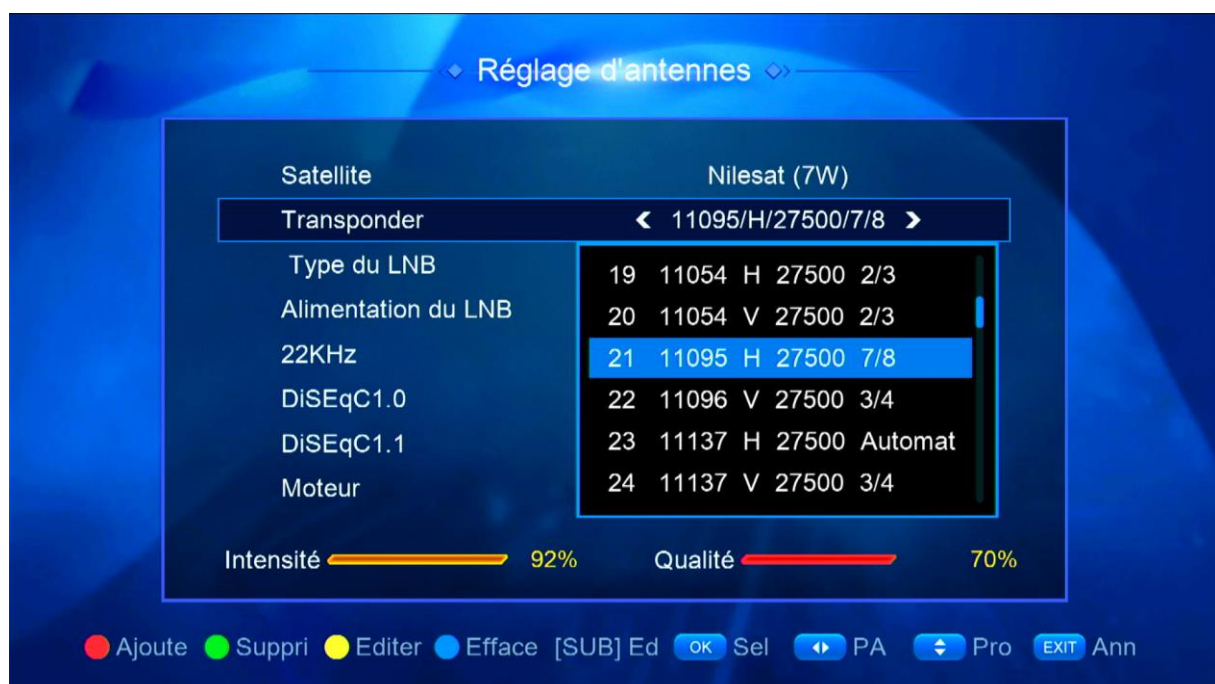 Réglage d'antennes
Satellite Nilesat (7W)
Transponder 11095/H/27500/7/8
Type du LNB
19 11054 H 27500 2/3
Alimentation du LNB
20 11054 V 27500 2/3
22KHz
21 11095 H 27500 7/8
DiSEqC1.0
22 11096 V 27500 3/4
DiSEqC1.1
23 11137 H 27500 Automat
Moteur
24 11137 V 27500 3/4
Intensité 92% Qualité 70%
Ajoute Suppri Editer Efface [SUB] Ed OK Sel PA Pro EXIT Ann